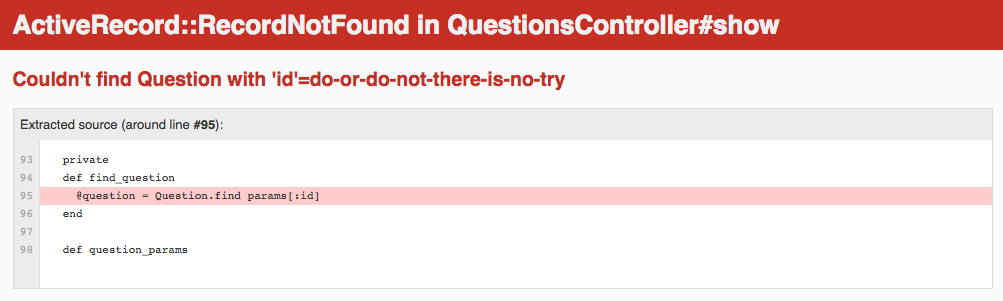 ActiveRecord::RecordNotFound in QuestionsController#show
Couldn't find Question with 'id'=do-or-do-not-there-is-no-try
Extracted source (around line #95):
93 private
94 def find_question
95 @question = Question.find params[:id]
96 end
97
98 def question_params